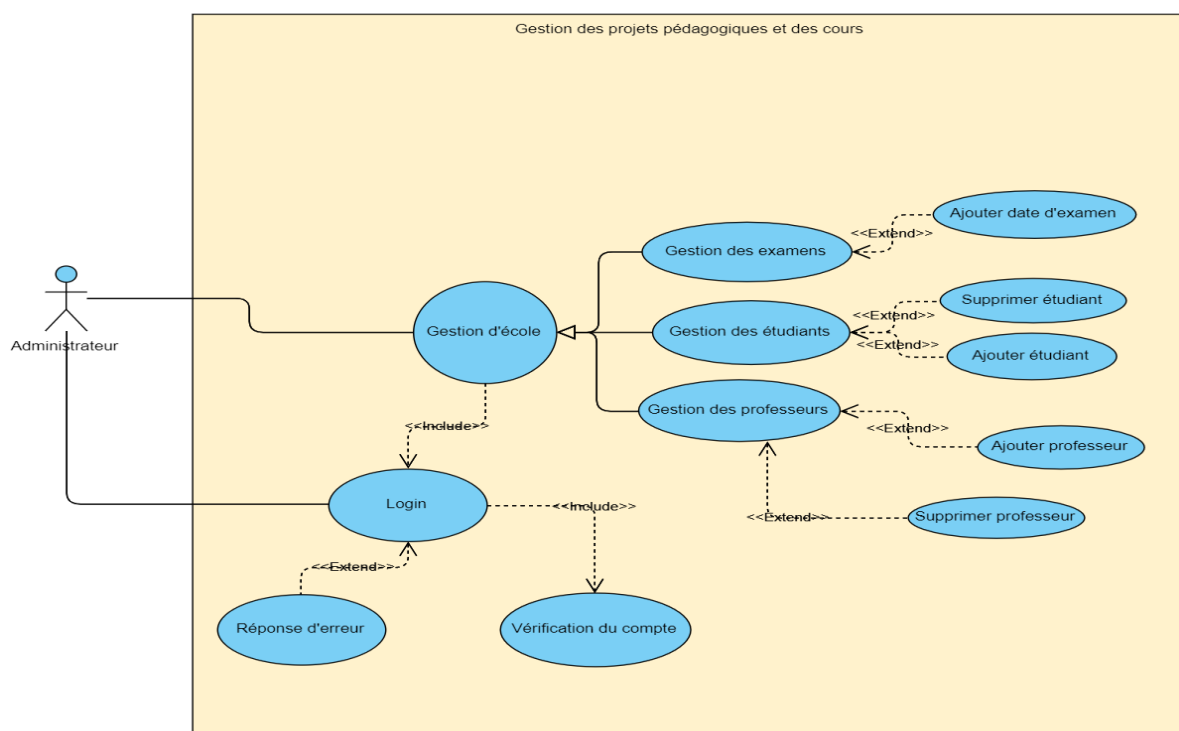 Gestion des projets pédagogiques et des cours
Ajouter date d'examen
<<Extend>>
Gestion des examens
Supprimer étudiant
<<Extend>>
Gestion d'école
Gestion des étudiants
<<Extend>>
Ajouter étudiant
Administrateur
Gestion des professeurs
<<Extend>>
<<Include>>
Ajouter professeur
Login
<<Include>>
<<Extend>>
Supprimer professeur
<<Extend>>
Réponse d'erreur
Vérification du compte